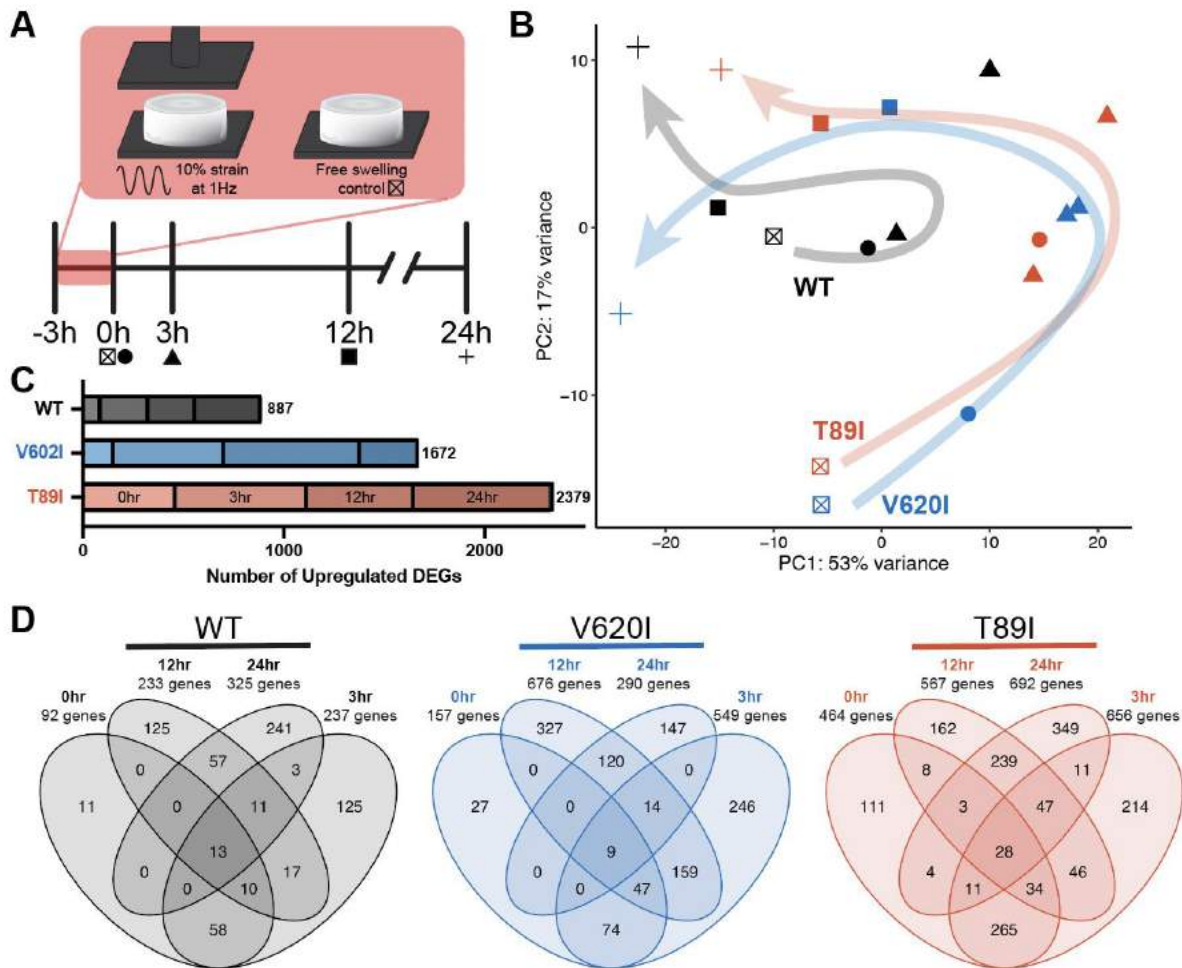 A
10% strain
at 1Hz
Free swelling
control
-3h 0h 3h 12h 24h
B
PC2: 17% variance
10
0
-10
WT
T89I
V620I
-20 -10 0 10 20
PC1: 53% variance
C
WT 887
V602I 1672
T89I 0hr 3hr 12hr 24hr 2379
0 1000 2000
Number of Upregulated DEGs
D
WT
12hr 24hr
233 genes 325 genes
0hr 3hr
92 genes 237 genes
125 241
0 57 3
11 0 11 125
13
0 0 10 17
58
V620I
12hr 24hr
676 genes 290 genes
0hr 3hr
157 genes 549 genes
327 147
0 120 0
27 0 14 246
9
0 0 47 159
74
T89I
12hr 24hr
567 genes 692 genes
0hr 3hr
464 genes 656 genes
162 349
8 239 11
111 3 47 214
28
4 11 34 46
265